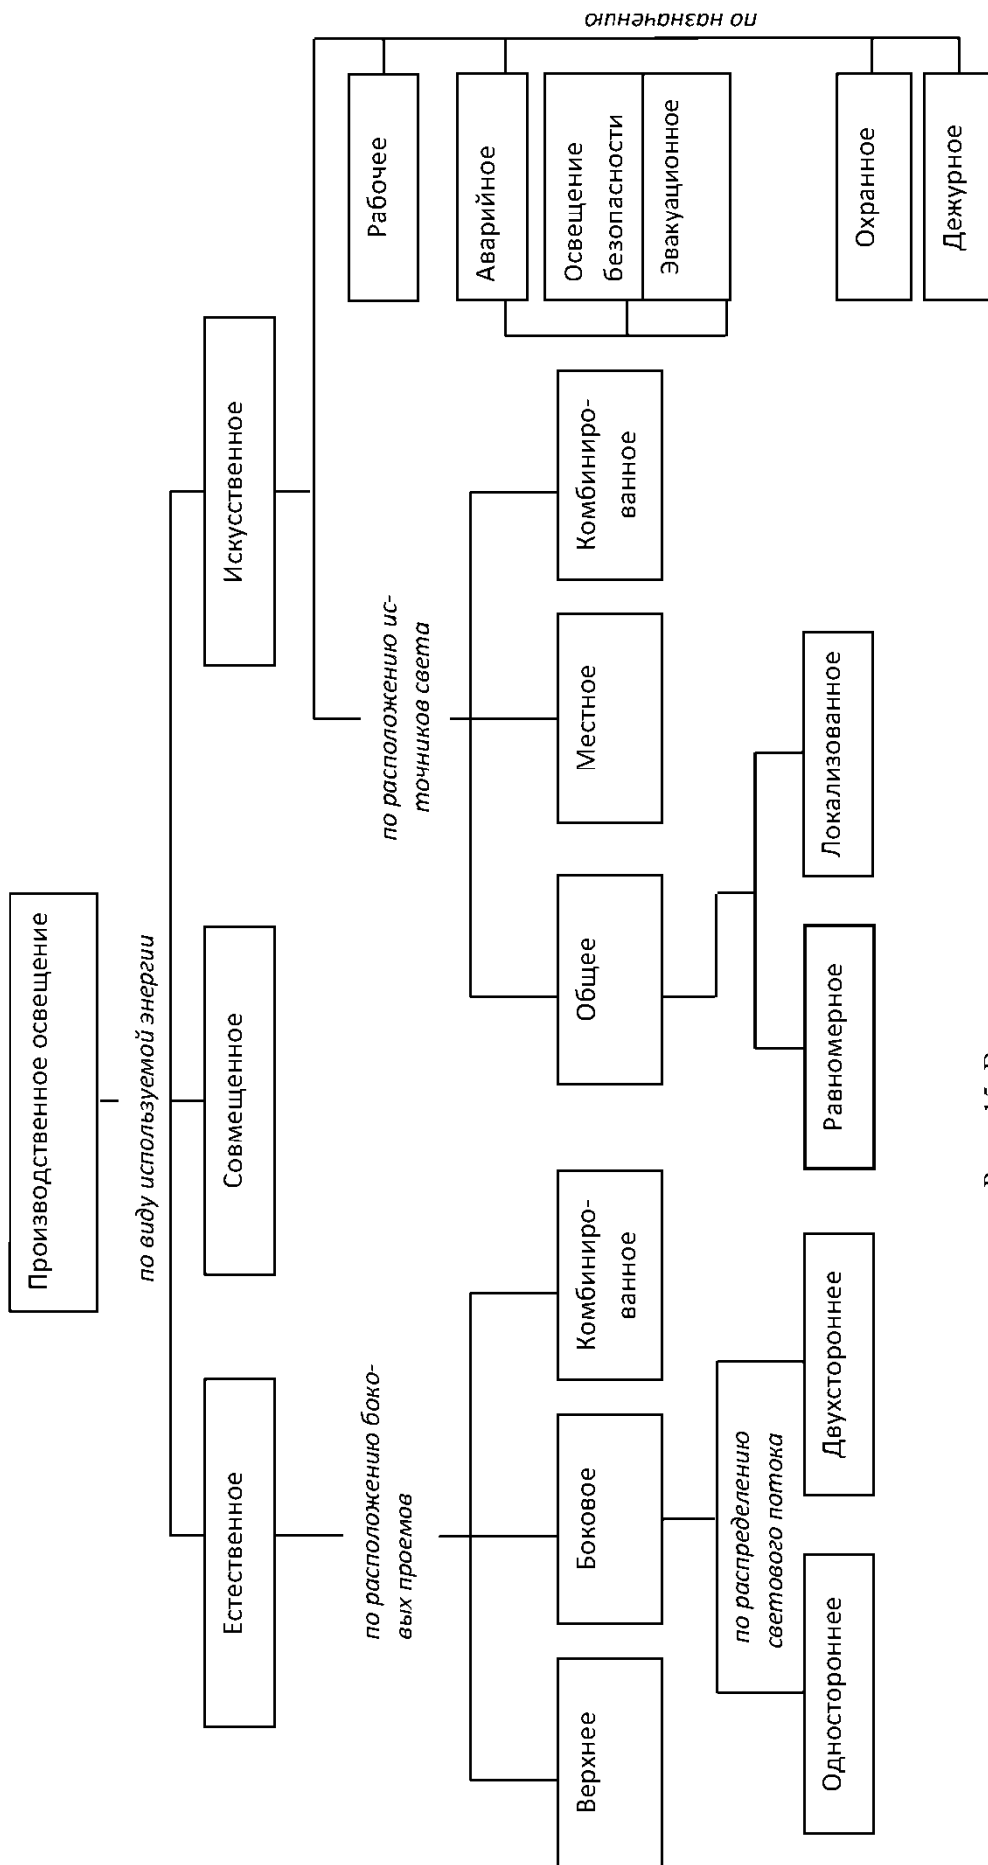 Производственное освещение
по виду используемой энергии
Естественное
Совмещенное
Искусственное
по расположению боко-
вых проемов
по расположению ис-
точников света
по назначению
Верхнее
Боковое
Комбиниро-
ванное
Общее
Местное
Комбиниро-
ванное
Рабочее
Аварийное
Освещение
безопасности
Эвакуационное
Охранное
Дежурное
по распределению
светового потока
Одностороннее
Двухстороннее
Равномерное
Локализованное